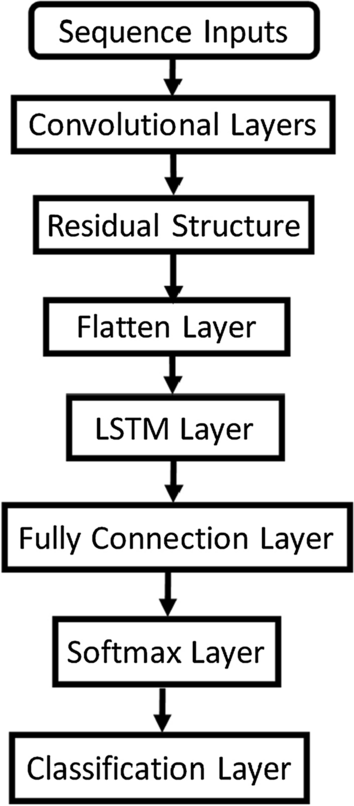 Sequence Inputs
Convolutional Layers
Residual Structure
Flatten Layer
LSTM Layer
Fully Connection Layer
Softmax Layer
Classification Layer